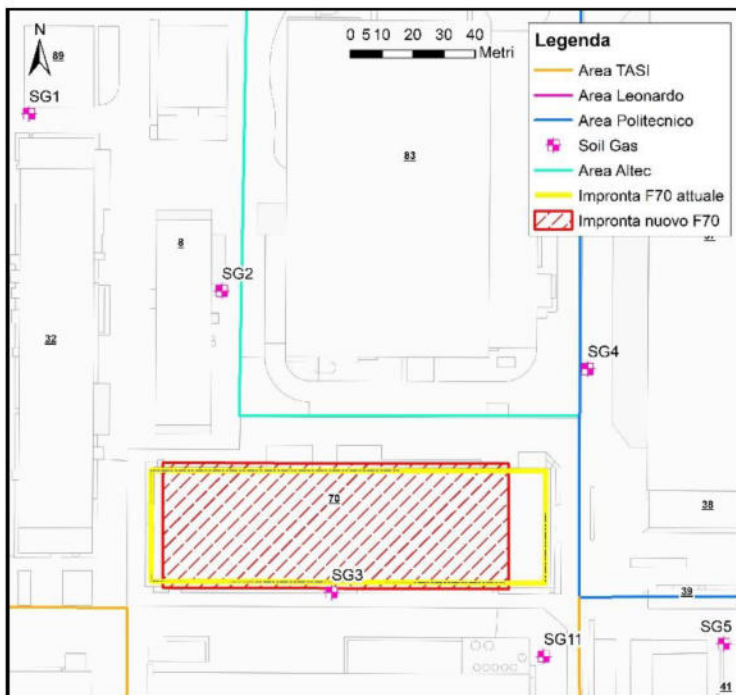 N
89
SG1
0 5 10 20 30 40
Metri
Legenda
Area TASI
Area Leonardo
Area Politecnico
Soil Gas
Area Altec
Impronta F70 attuale
Impronta nuovo F70
83
8
SG2
32
SG4
70
38
SG3
39
SG11
SG5
41